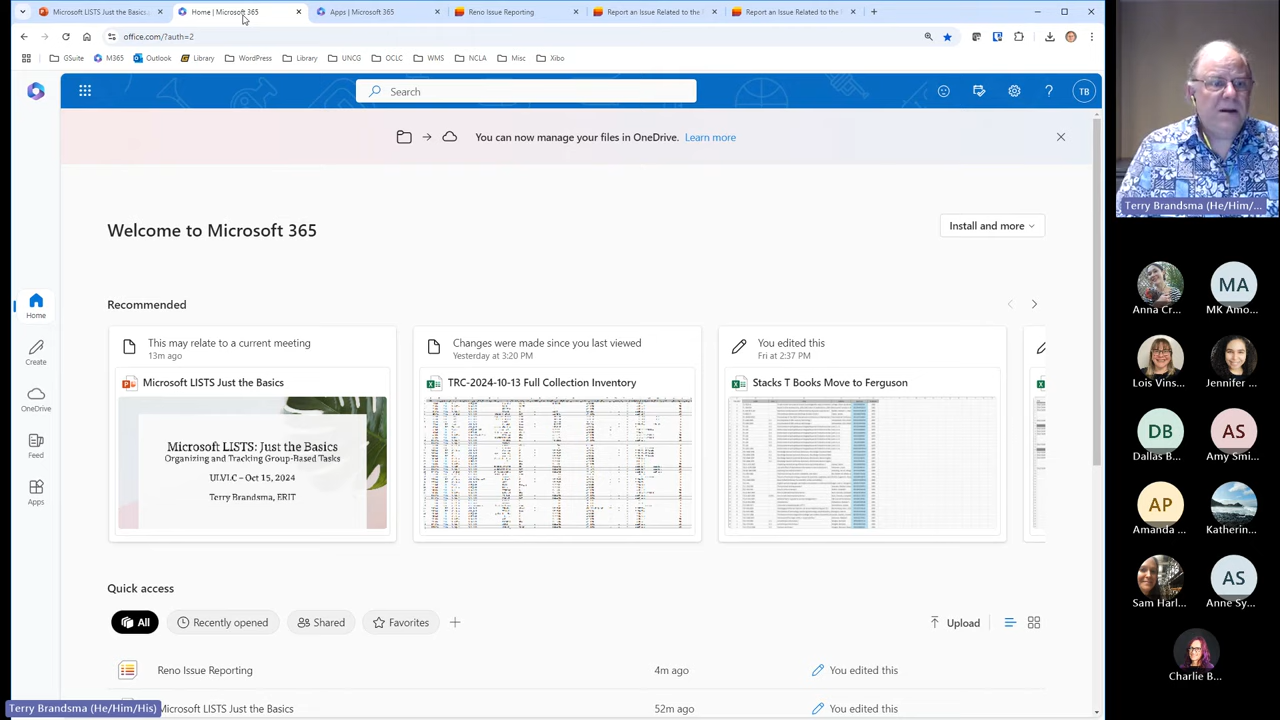 Microsoft LISTS Just the Basics.
Home | Microsoft 365
Apps | Microsoft 365
Reno Issue Reporting
Report an Issue Related to the
Report an Issue Related to the
office.com/?auth=2
GSuite
M365
Outlook
Library
WordPress
Library
UNCG
OCLC
WMS
NCLA
Misc
Xibo
Search
TB
You can now manage your files in OneDrive. Learn more
Welcome to Microsoft 365
Install and more
Recommended
This may relate to a current meeting
13m ago
Microsoft LISTS Just the Basics
Microsoft LISTS: Just the Basics
Organizing and Tracking Group-Based Tasks
ULVLC – Oct 15, 2024
Terry Brandsma, ERIT
Changes were made since you last viewed
Yesterday at 3:20 PM
TRC-2024-10-13 Full Collection Inventory
You edited this
Fri at 2:37 PM
Stacks T Books Move to Ferguson
Home
Create
OneDrive
Feed
Apps
Quick access
All
Recently opened
Shared
Favorites
Upload
Reno Issue Reporting
4m ago
You edited this
Microsoft LISTS Just the Basics
52m ago
You edited this
Terry Brandsma (He/Him/His)
Terry Brandsma (He/Him/...
Anna Cr...
MA
MK Amo...
Lois Vins...
Jennifer ...
DB
Dallas B...
AS
Amy Smi...
AP
Amanda ...
Katherin...
Sam Harl...
AS
Anne Sy...
Charlie B...